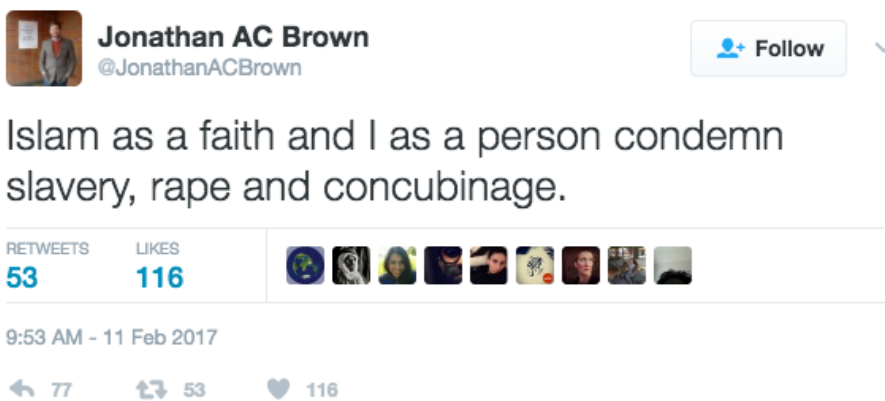 Jonathan AC Brown
@JonathanACBrown
Follow
Islam as a faith and I as a person condemn
slavery, rape and concubinage.
RETWEETS LIKES
53 116
9:53 AM - 11 Feb 2017
77 53 116